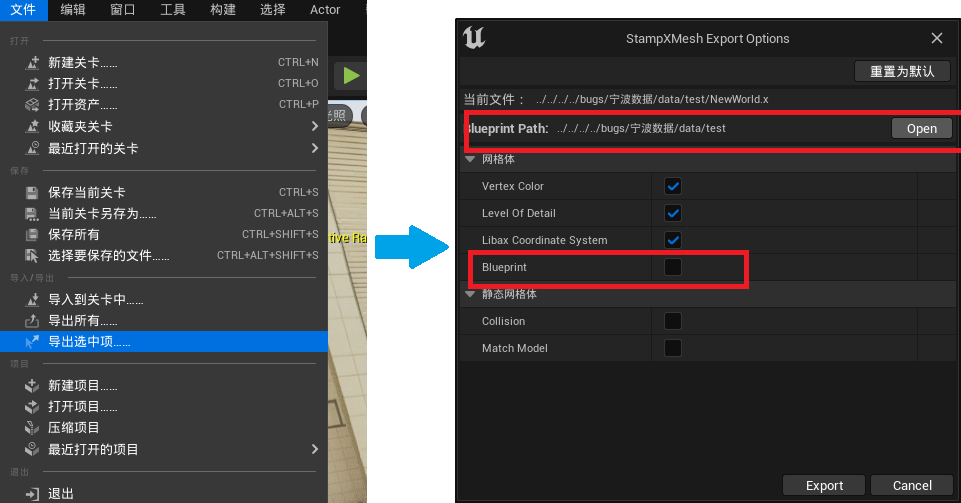 文件 编辑 窗口 工具 构建 选择 Actor
打开
新建关卡...... CTRL+N
打开关卡...... CTRL+O
打开资产...... CTRL+P
收藏夹关卡
最近打开的关卡
保存
保存当前关卡 CTRL+S
当前关卡另存为...... CTRL+ALT+S
保存所有 CTRL+SHIFT+S
选择要保存的文件...... CTRL+ALT+SHIFT+S
导入/导出
导入到关卡中......
导出所有......
导出选中项......
项目
新建项目......
打开项目......
压缩项目
最近打开的项目
退出
退出
光照
tive Ra
StampXMesh Export Options
重置为默认
当前文件： ../../../../bugs/宁波数据/data/test/NewWorld.x
Blueprint Path: ../../../../bugs/宁波数据/data/test Open
网格体
Vertex Color
Level Of Detail
Libax Coordinate System
Blueprint
静态网格体
Collision
Match Model
Export Cancel